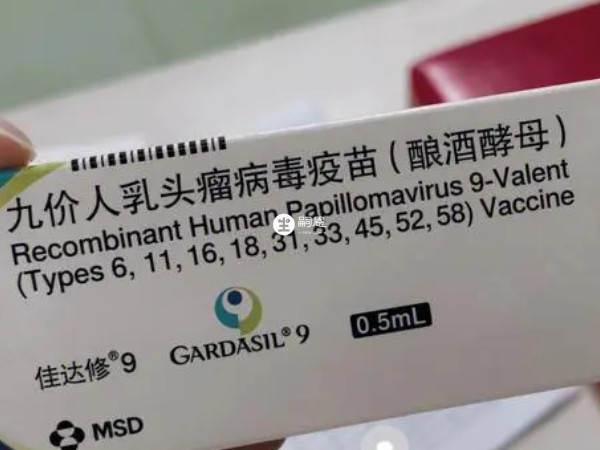 九价人乳头瘤病毒疫苗(酿酒酵母)
Recombinant Human Papillomavirus 9-Valent
(Types 6, 11, 16, 18, 31, 33, 45, 52, 58) Vaccine
佳达修®9
GARDASIL®9
0.5mL
MSD